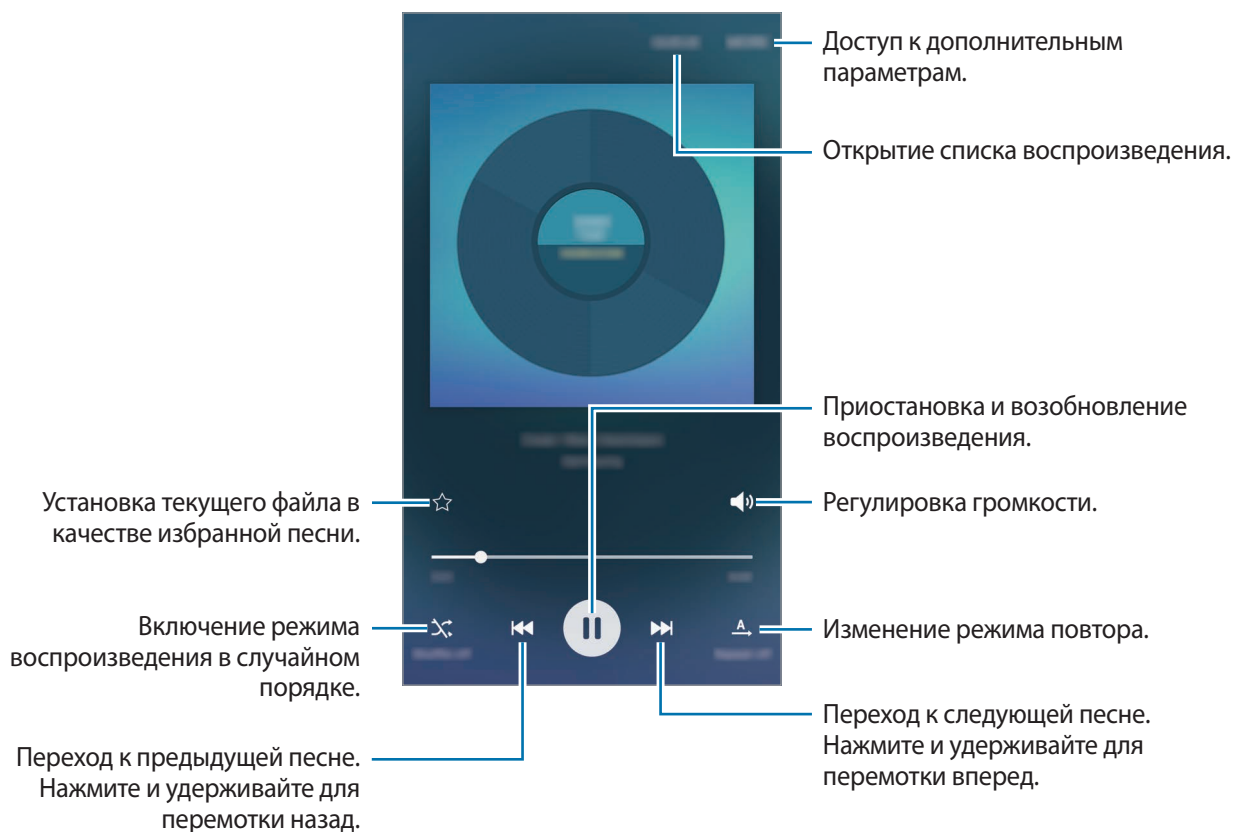 Доступ к дополнительным
параметрам.
Открытие списка воспроизведения.
Приостановка и возобновление
воспроизведения.
Установка текущего файла в
качестве избранной песни.
Регулировка громкости.
Включение режима
воспроизведения в случайном
порядке.
A
Изменение режима повтора.
Переход к предыдущей песне.
Нажмите и удерживайте для
перемотки назад.
Переход к следующей песне.
Нажмите и удерживайте для
перемотки вперед.